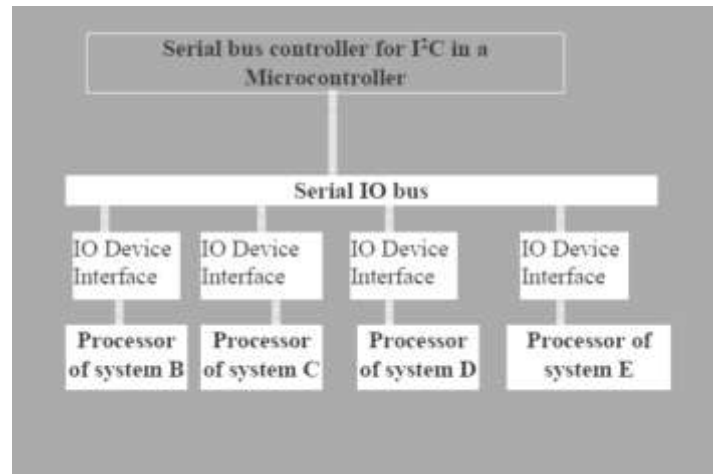 Serial bus controller for I²C in a
Microcontroller
Serial IO bus
IO Device
Interface
IO Device
Interface
IO Device
Interface
IO Device
Interface
Processor
of system B
Processor
of system C
Processor
of system D
Processor of
system E